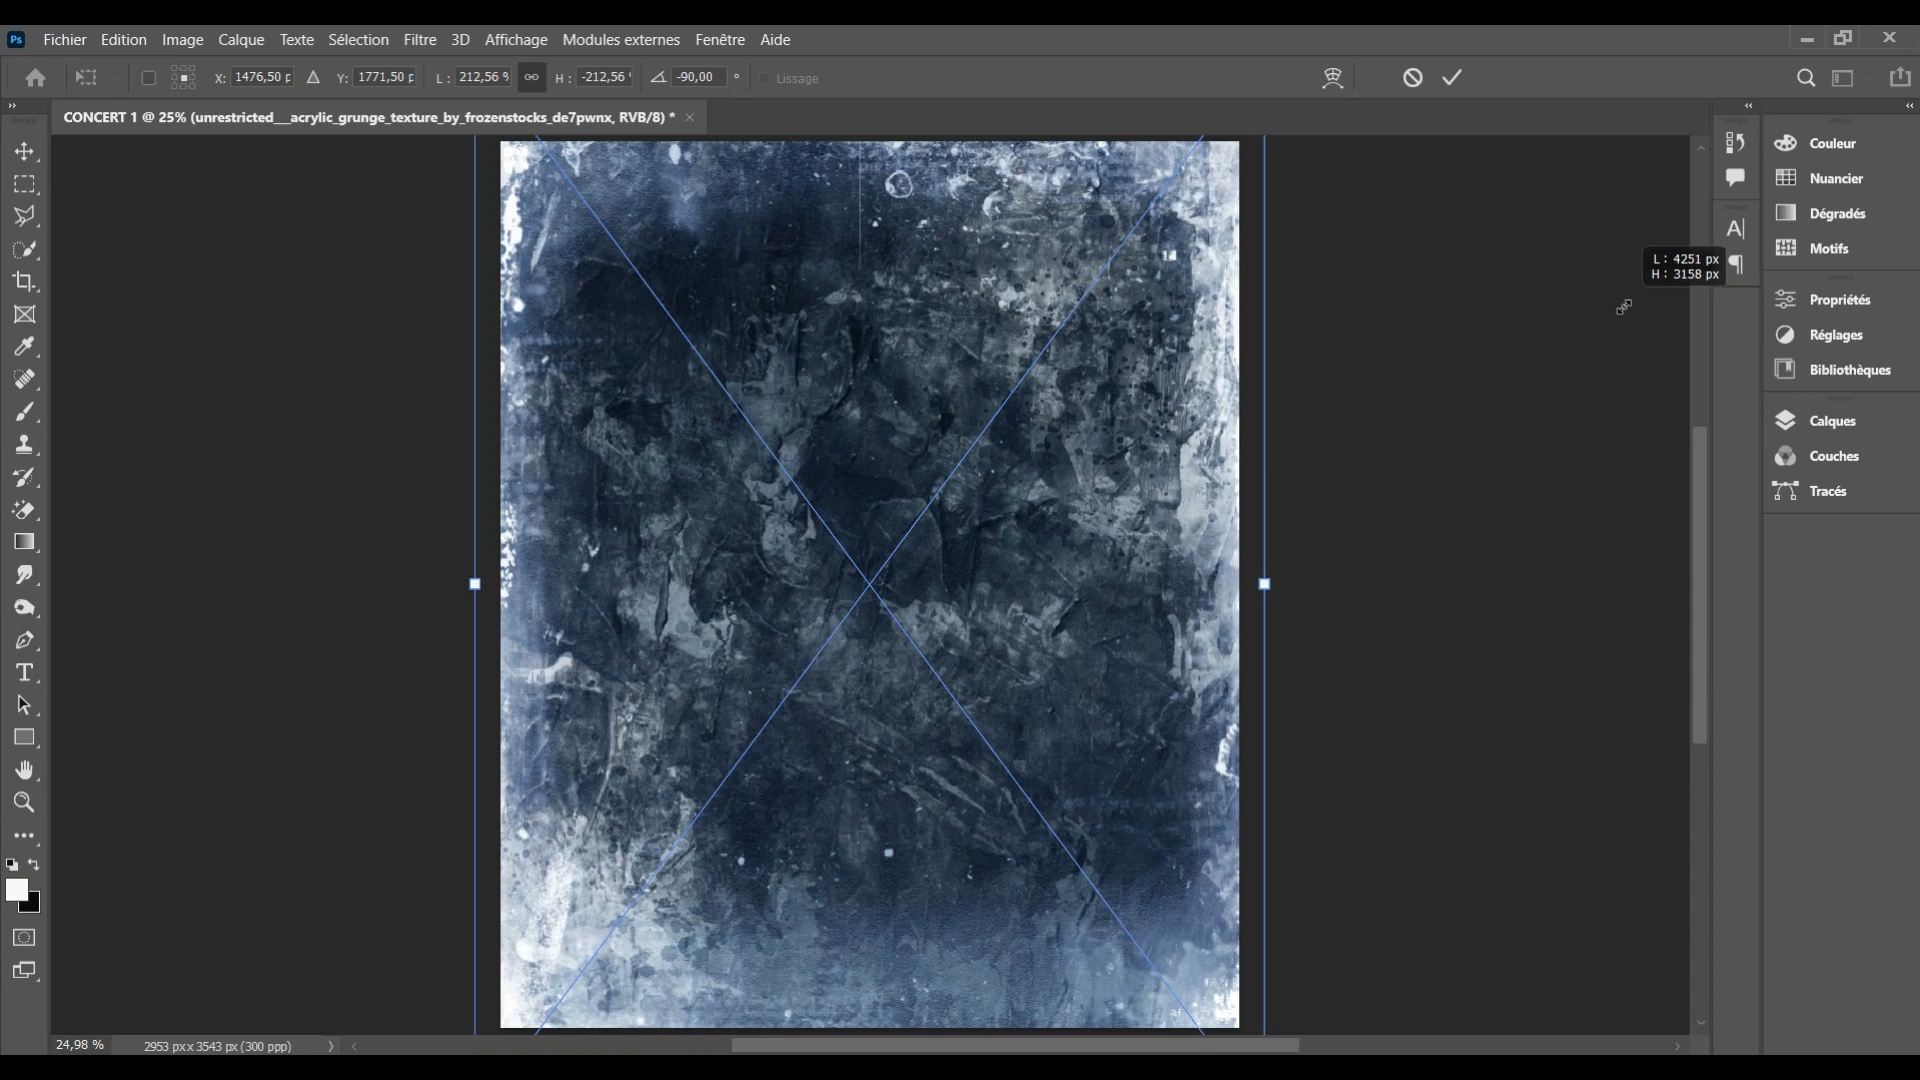 Ps Fichier Edition Image Calque Texte Sélection Filtre 3D Affichage Modules externes Fenêtre Aide
X: 1476,50 p Y: 1771,50 p L : 212,56 % H : -212,56 -90,00 ° Lissage
CONCERT 1 @ 25% (unrestricted__acrylic_grunge_texture_by_frozenstocks_de7pwnx, RVB/8) *
Couleur
Nuancier
Dégradés
Motifs
L : 4251 px
H : 3158 px
Propriétés
Réglages
Bibliothèques
Calques
Couches
Tracés
24,98 % 2953 px x 3543 px (300 ppp)